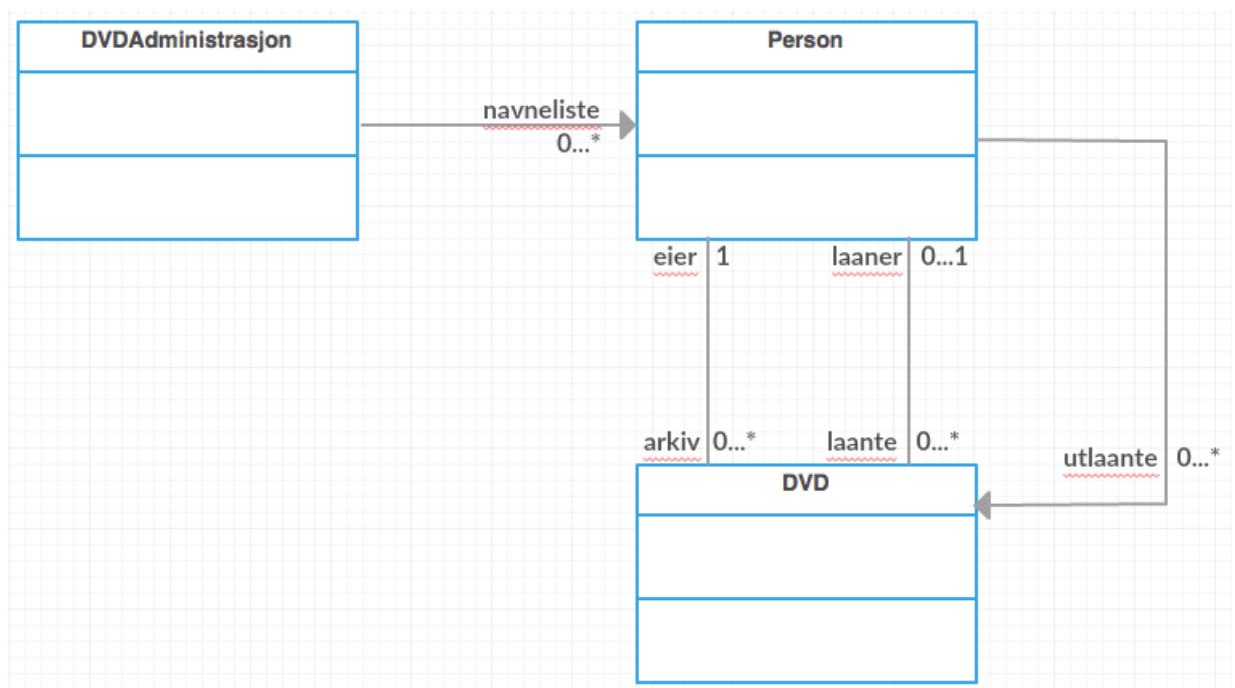 DVDAdministrasjon
Person
navneliste
0...*
eier 1
laaner 0...1
arkiv 0...*
laante 0...*
utlaante 0...*
DVD